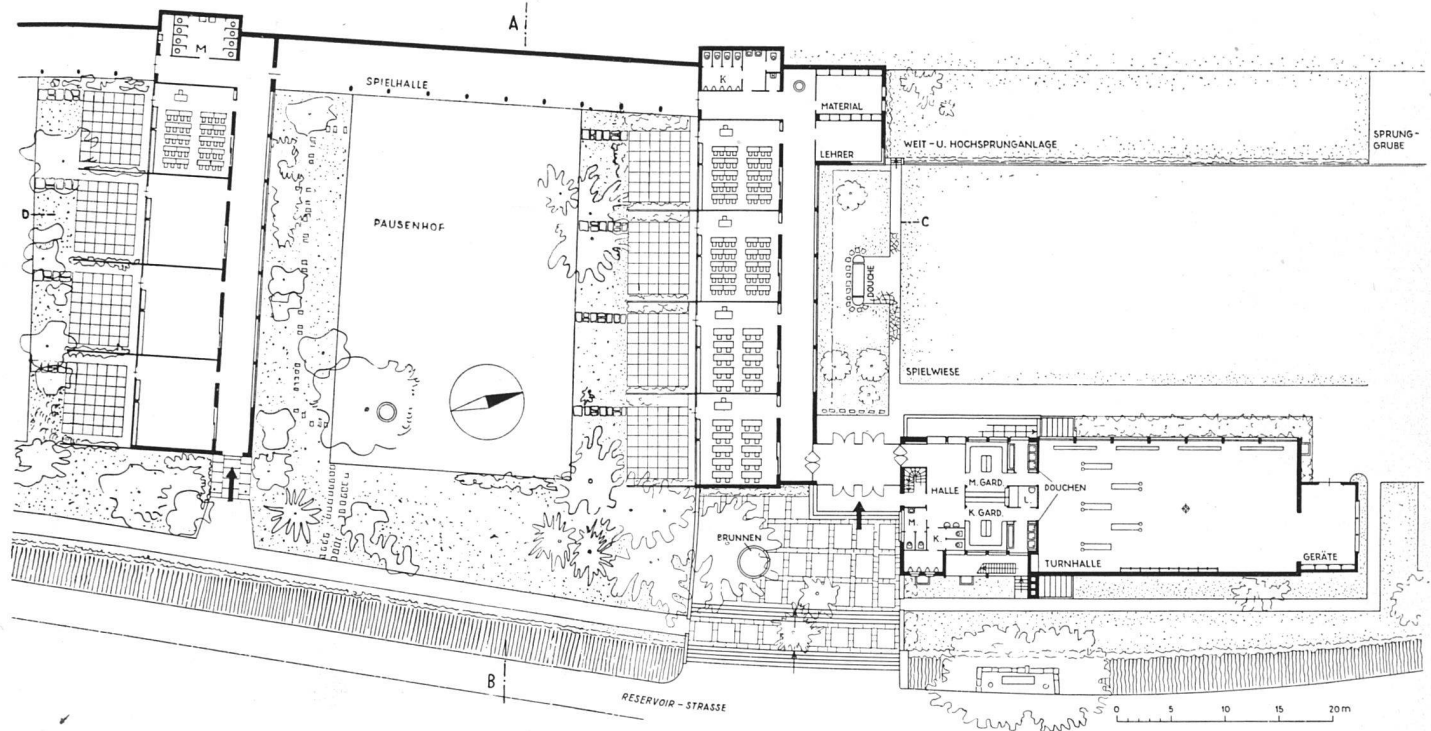 A
M
SPIELHALLE
K
MATERIAL
LEHRER
WEIT - U. HOCHSPRUNGANLAGE
SPRUNG-
GRUBE
D
PAUSENHOF
C
DOUCHE
SPIELWIESE
HALLE
M. GARD.
DOUCHEN
L.
M.
K.
K. GARD.
BRUNNEN
TURNHALLE
GERÄTE
B
RESERVOIR - STRASSE
0 5 10 15 20 m